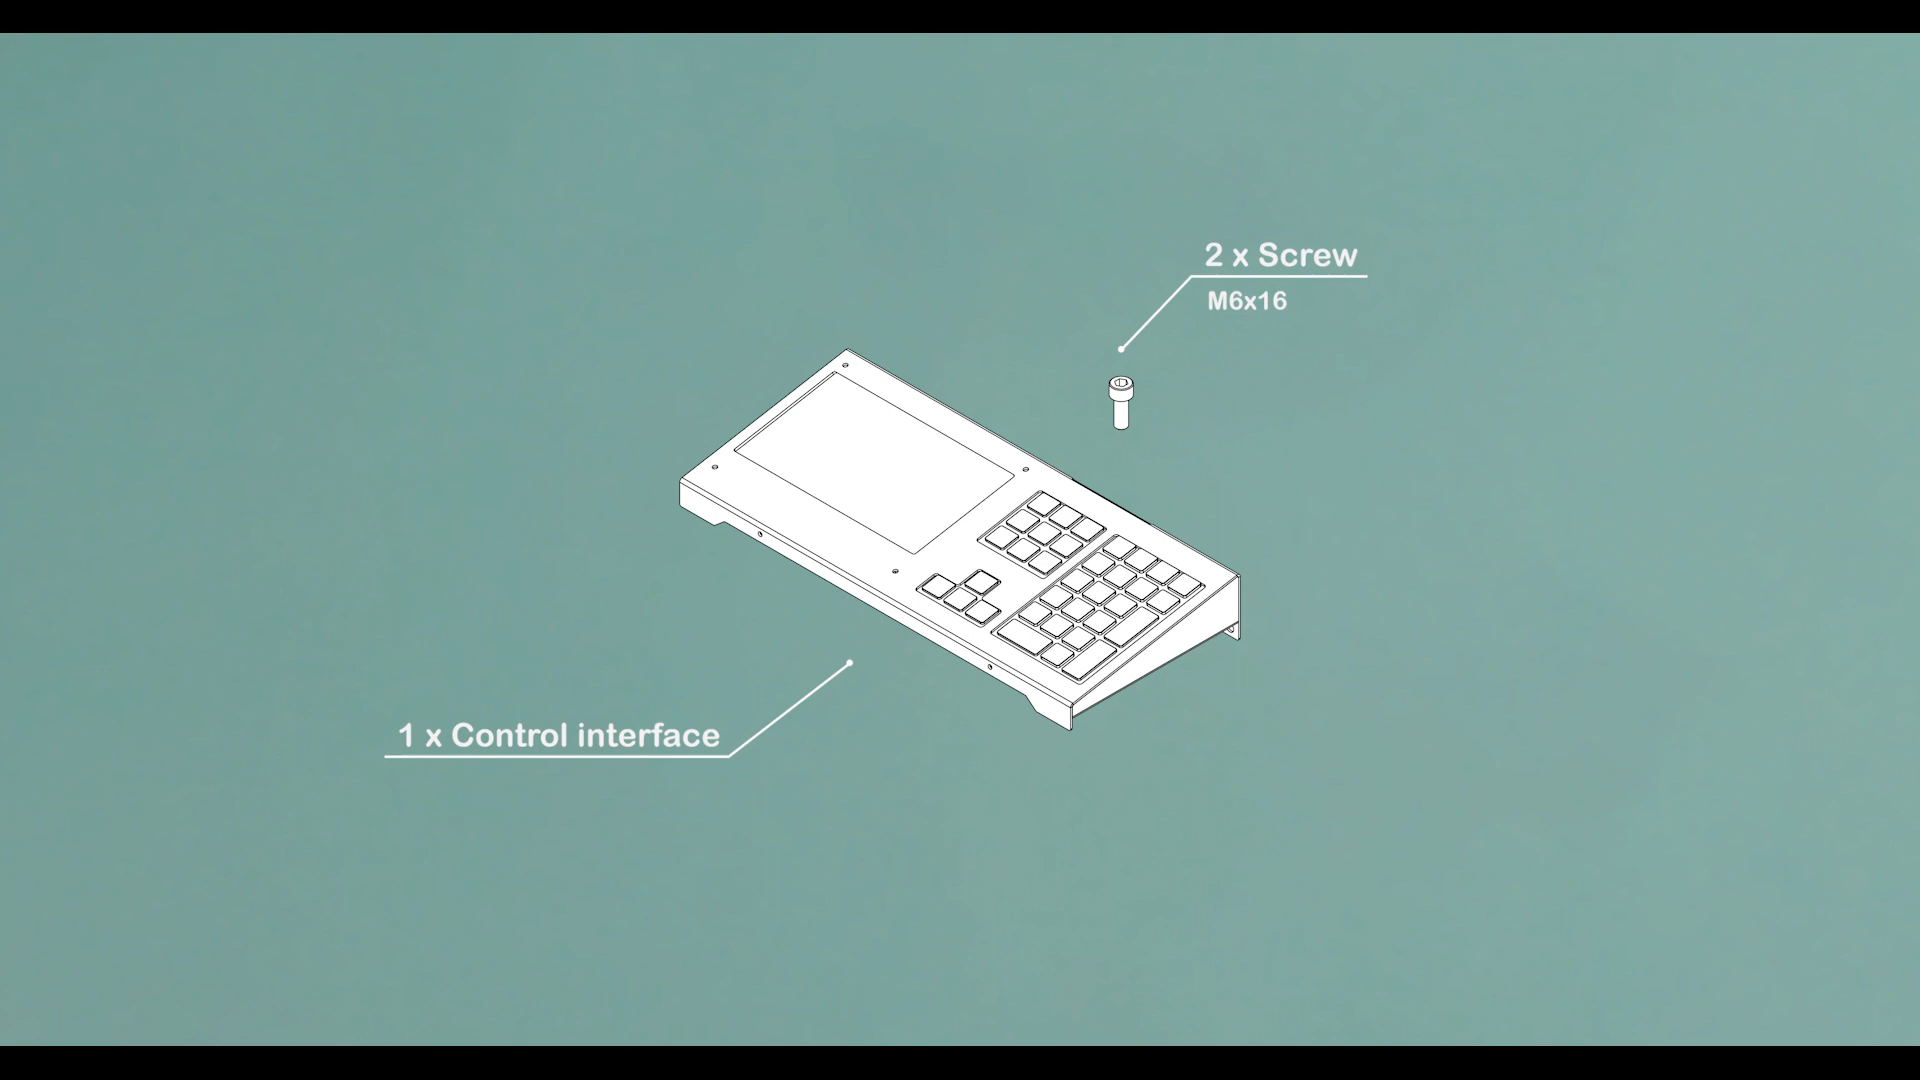 2 x Screw
M6x16
1 x Control interface